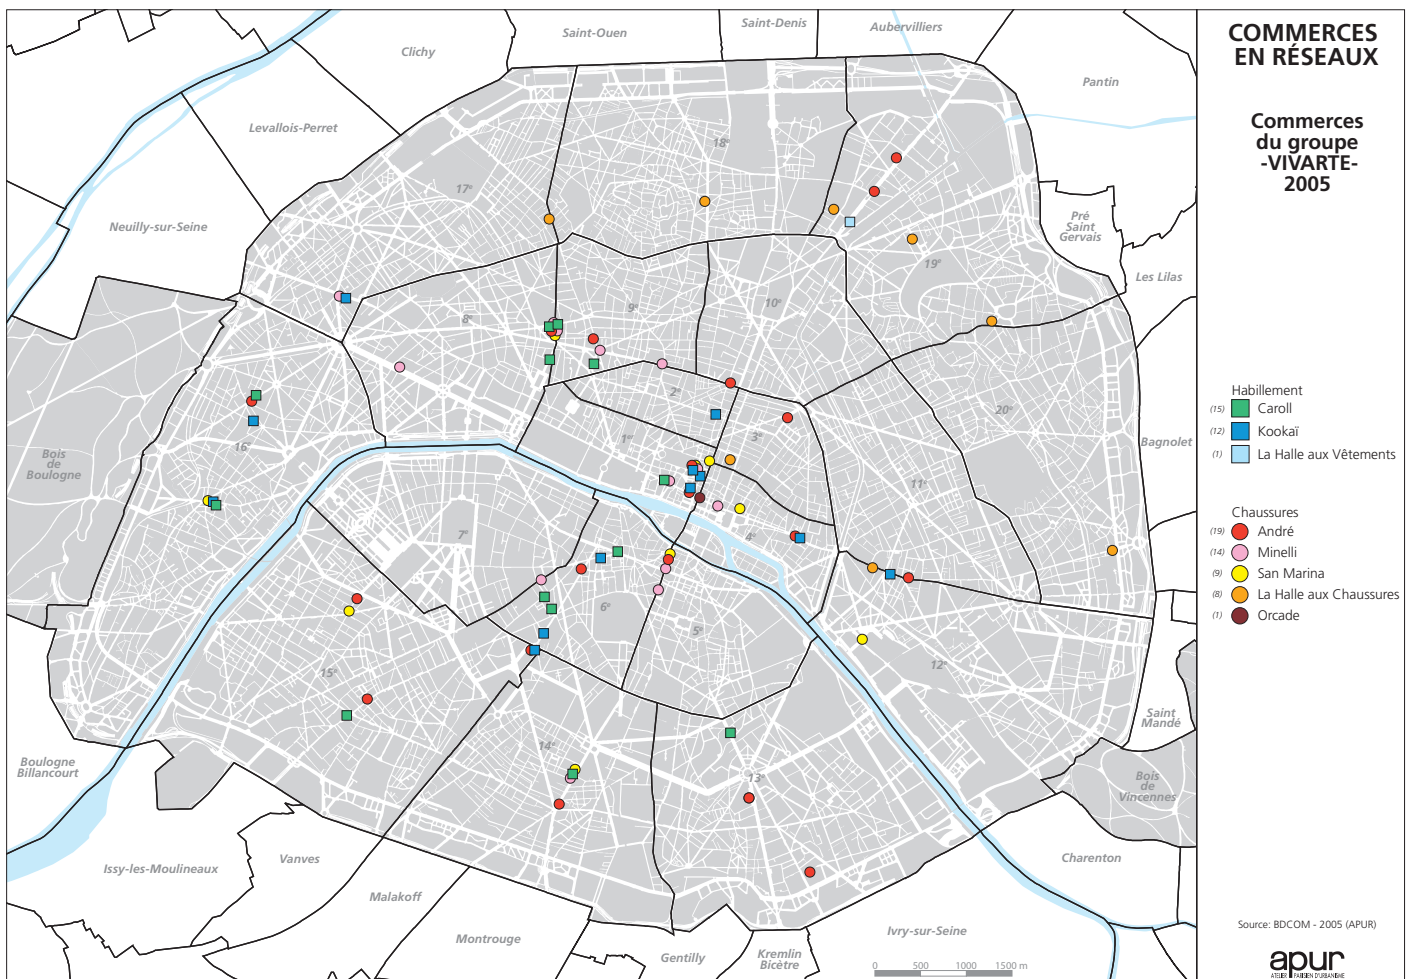 COMMERCES
EN RÉSEAUX
Commerces
du groupe
-VIVARTE-
2005
Habillement
(15) Caroll
(12) Kookaï
(1) La Halle aux Vêtements
Chaussures
(19) André
(14) Minelli
(9) San Marina
(8) La Halle aux Chaussures
(1) Orcade
Source: BDCOM - 2005 (APUR)
apur
ATELIER PARISIEN D'URBANISME
Saint-Denis
Aubervilliers
Saint-Ouen
Clichy
Pantin
Levallois-Perret
18e
17e
Neuilly-sur-Seine
Pré
Saint
Gervais
19e
Les Lilas
10e
9e
8e
2e
20e
3e
1er
Bagnolet
16e
Bois
de
Boulogne
11e
7e
4e
6e
5e
12e
15e
Saint
Mandé
14e
Boulogne
Billancourt
13e
Bois
de
Vincennes
Vanves
Charenton
Issy-les-Moulineaux
Malakoff
Ivry-sur-Seine
Montrouge
Gentilly
Kremlin
Bicètre
0 500 1000 1500 m